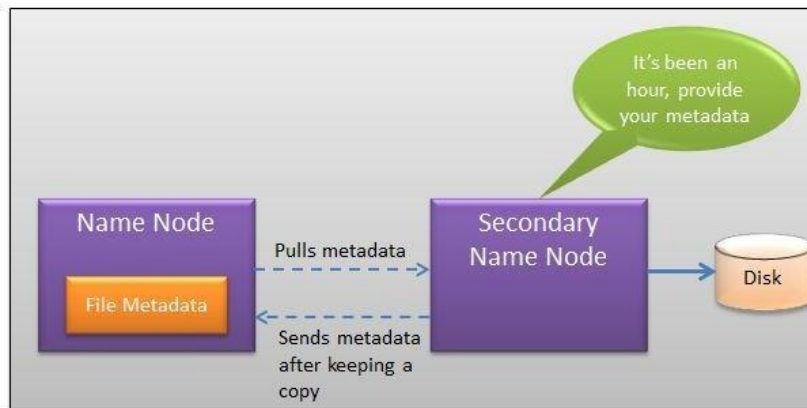 It's been an
hour, provide
your metadata
Name Node
File Metadata
Pulls metadata
Sends metadata
after keeping a
copy
Secondary
Name Node
Disk